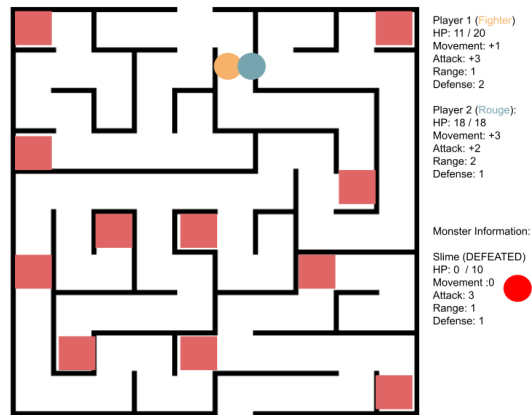 Player 1 (Fighter)
HP: 11 / 20
Movement: +1
Attack: +3
Range: 1
Defense: 2
Player 2 (Rouge):
HP: 18 / 18
Movement: +3
Attack: +2
Range: 2
Defense: 1
Monster Information:
Slime (DEFEATED)
HP: 0 / 10
Movement :0
Attack: 3
Range: 1
Defense: 1